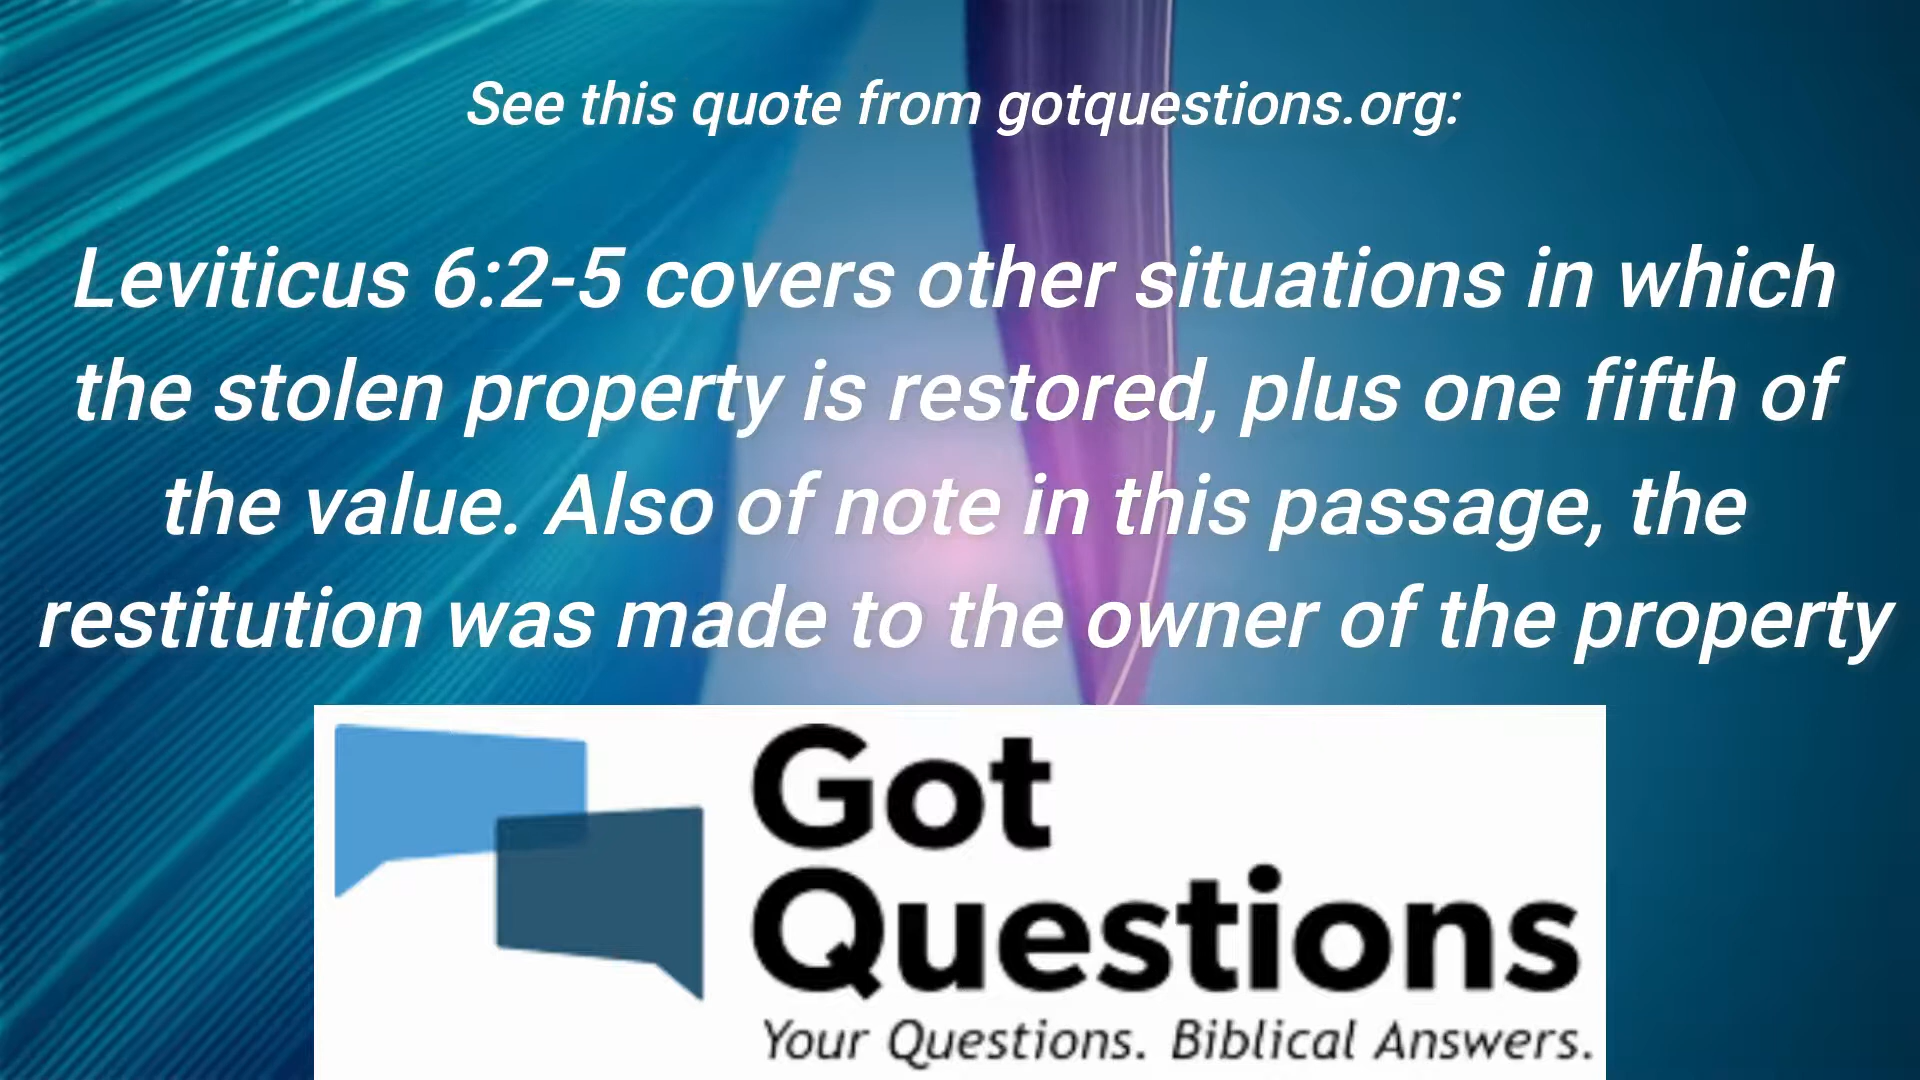 See this quote from gotquestions.org:
Leviticus 6:2-5 covers other situations in which
the stolen property is restored, plus one fifth of
the value. Also of note in this passage, the
restitution was made to the owner of the property
Got
Questions
Your Questions. Biblical Answers.